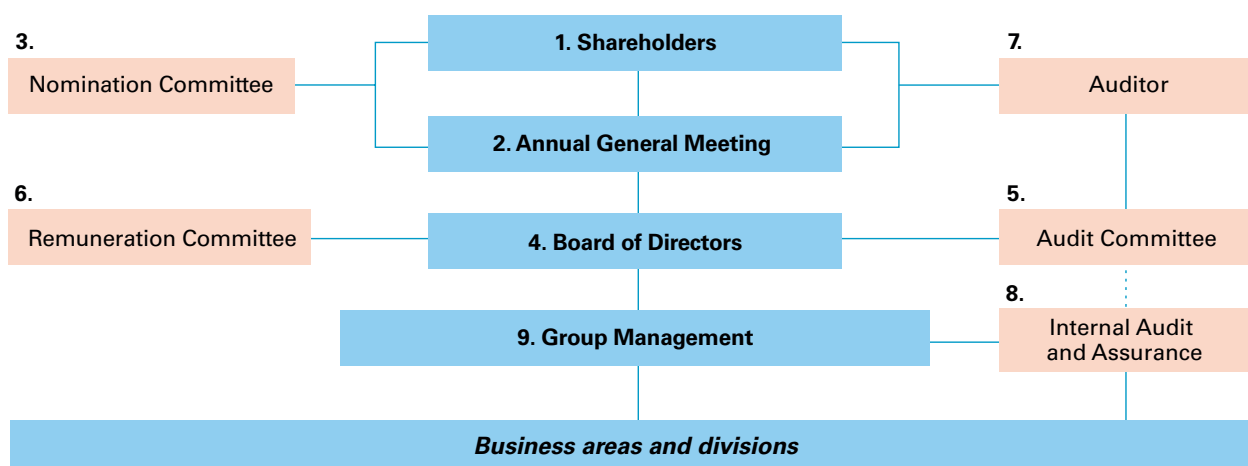 3.
Nomination Committee
1. Shareholders
7.
Auditor
2. Annual General Meeting
6.
Remuneration Committee
4. Board of Directors
5.
Audit Committee
9. Group Management
8.
Internal Audit
and Assurance
Business areas and divisions